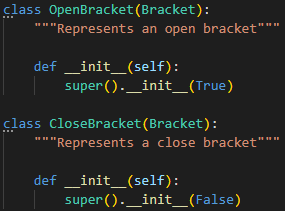 class OpenBracket(Bracket):
    """Represents an open bracket"""
    def __init__(self):
        super().__init__(True)
class CloseBracket(Bracket):
    """Represents a close bracket"""
    def __init__(self):
        super().__init__(False)